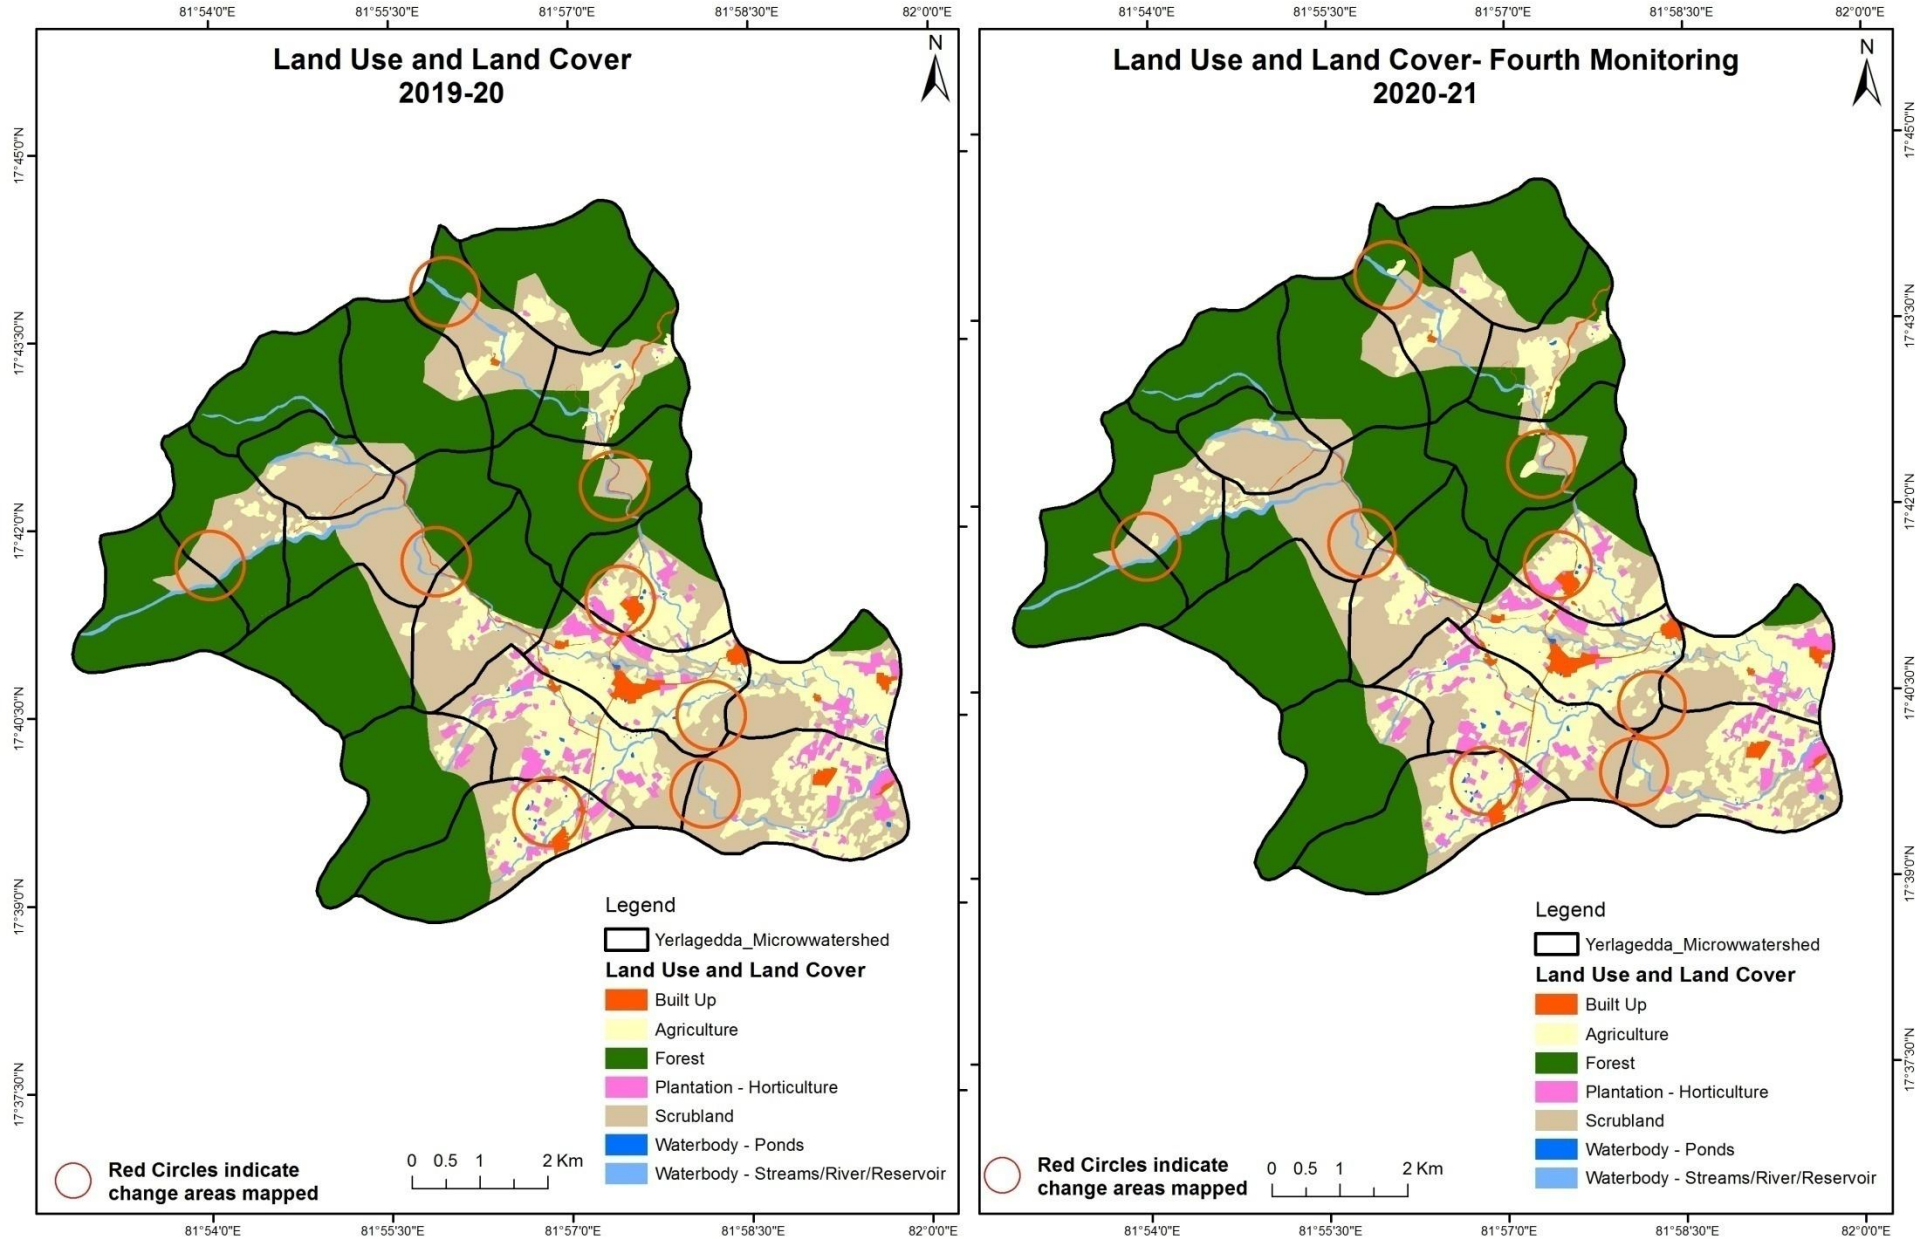 81°54'0"E 81°55'30"E 81°57'0"E 81°58'30"E 82°0'0"E
Land Use and Land Cover
2019-20
N
17°45'0"N
17°43'30"N
17°42'0"N
17°40'30"N
17°39'0"N
17°37'30"N
Legend
Yerlagedda_Microwwatershed
Land Use and Land Cover
Built Up
Agriculture
Forest
Plantation - Horticulture
Scrubland
Waterbody - Ponds
Waterbody - Streams/River/Reservoir
Red Circles indicate
change areas mapped
0 0.5 1 2 Km
81°54'0"E 81°55'30"E 81°57'0"E 81°58'30"E 82°0'0"E
81°54'0"E 81°55'30"E 81°57'0"E 81°58'30"E 82°0'0"E
Land Use and Land Cover- Fourth Monitoring
2020-21
N
17°45'0"N
17°43'30"N
17°42'0"N
17°40'30"N
17°39'0"N
17°37'30"N
Legend
Yerlagedda_Microwwatershed
Land Use and Land Cover
Built Up
Agriculture
Forest
Plantation - Horticulture
Scrubland
Waterbody - Ponds
Waterbody - Streams/River/Reservoir
Red Circles indicate
change areas mapped
0 0.5 1 2 Km
81°54'0"E 81°55'30"E 81°57'0"E 81°58'30"E 82°0'0"E